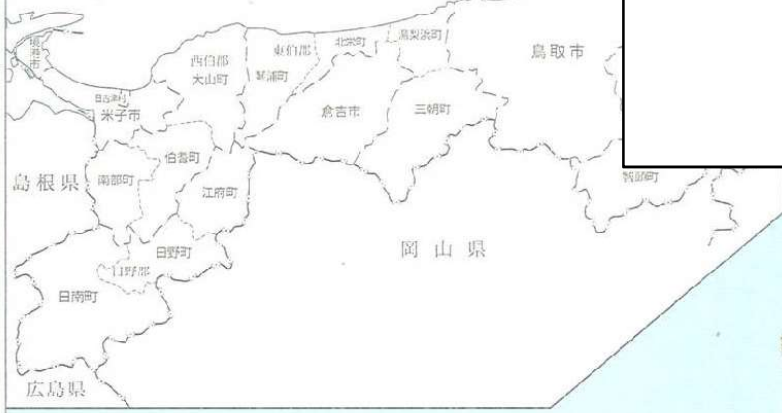 境港市
西伯郡
大山町
東伯郡
琴浦町
北栄町
湯梨浜町
鳥取市
日吉津村
米子市
倉吉市
三朝町
島根県
南部町
伯耆町
江府町
智頭町
岡山県
日野町
日野郡
日南町
広島県